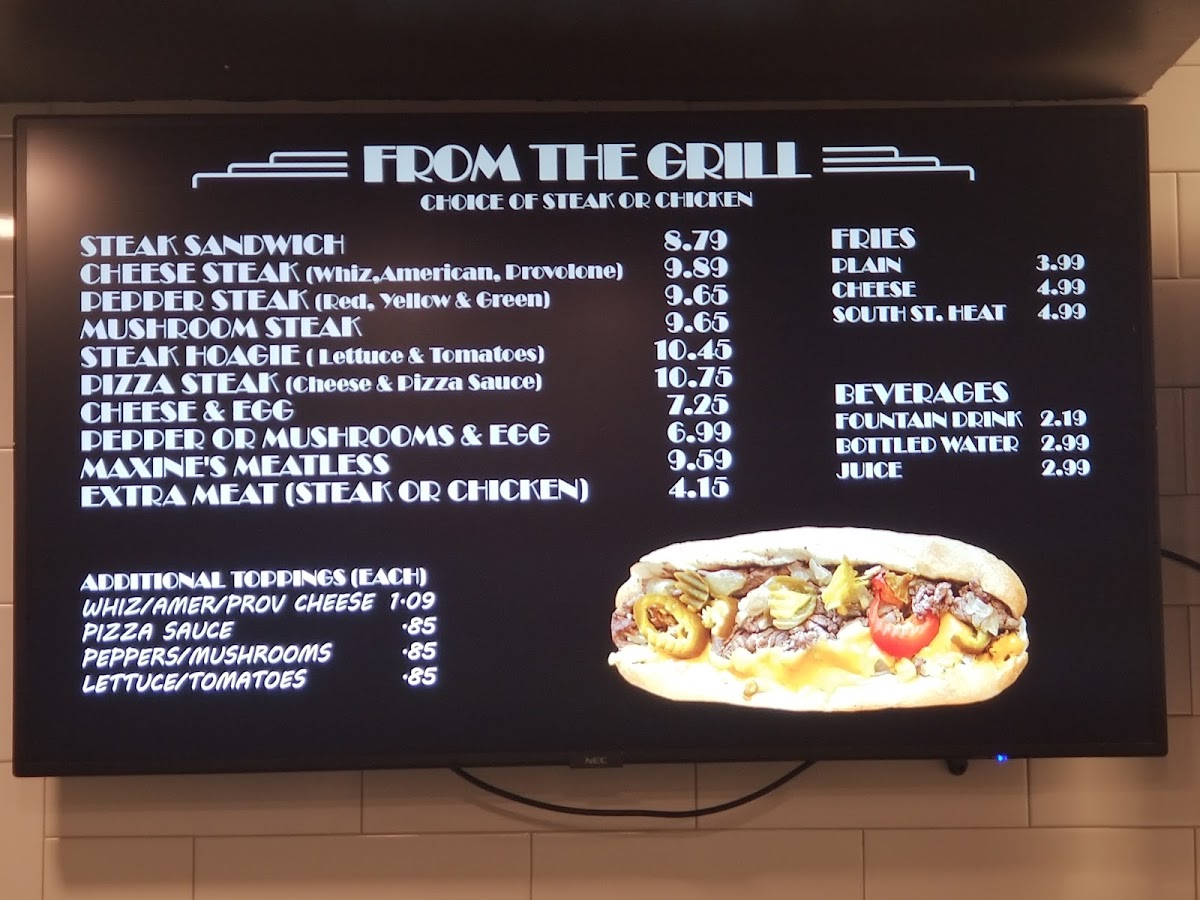 FROM THE GRILL
CHOICE OF STEAK OR CHICKEN
STEAK SANDWICH 8.79
CHEESE STEAK (Whiz,American, Provolone) 9.89
PEPPER STEAK (Red, Yellow & Green) 9.65
MUSHROOM STEAK 9.65
STEAK HOAGIE ( Lettuce & Tomatoes) 10.45
PIZZA STEAK (Cheese & Pizza Sauce) 10.75
CHEESE & EGG 7.25
PEPPER OR MUSHROOMS & EGG 6.99
MAXINE'S MEATLESS 9.59
EXTRA MEAT (STEAK OR CHICKEN) 4.15
ADDITIONAL TOPPINGS (EACH)
WHIZ/AMER/PROV CHEESE 1.09
PIZZA SAUCE .85
PEPPERS/MUSHROOMS .85
LETTUCE/TOMATOES .85
FRIES
PLAIN 3.99
CHEESE 4.99
SOUTH ST. HEAT 4.99
BEVERAGES
FOUNTAIN DRINK 2.19
BOTTLED WATER 2.99
JUICE 2.99
NEC